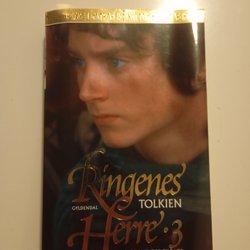 Ringenes
GYLDENDAL
TOLKIEN
Herre · 3